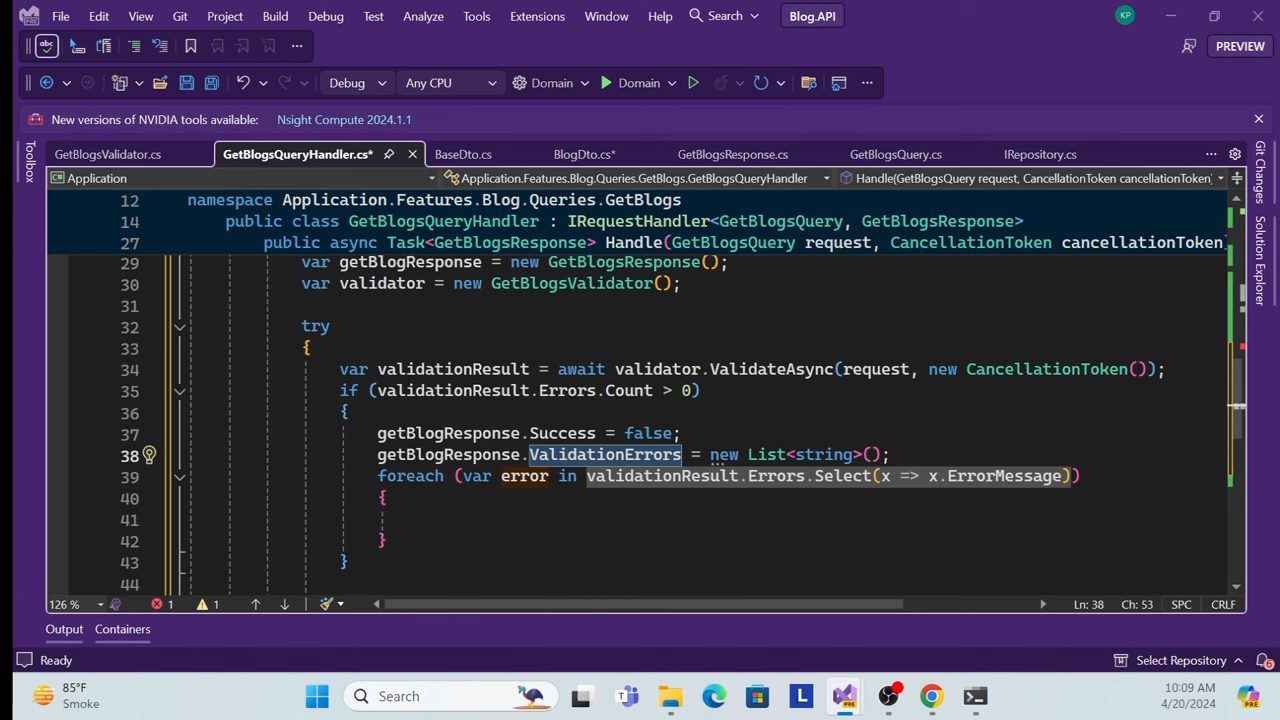 File Edit View Git Project Build Debug Test Analyze Tools Extensions Window Help Search Blog.API KP
abc PREVIEW
Debug Any CPU Domain Domain
New versions of NVIDIA tools available: Nsight Compute 2024.1.1
GetBlogsValidator.cs GetBlogsQueryHandler.cs* BaseDto.cs BlogDto.cs* GetBlogsResponse.cs GetBlogsQuery.cs IRepository.cs
Application Application.Features.Blog.Queries.GetBlogs.GetBlogsQueryHandler Handle(GetBlogsQuery request, CancellationToken cancellationToken)
12 namespace Application.Features.Blog.Queries.GetBlogs
14 public class GetBlogsQueryHandler : IRequestHandler<GetBlogsQuery, GetBlogsResponse>
27 public async Task<GetBlogsResponse> Handle(GetBlogsQuery request, CancellationToken cancellationToken
29 var getBlogResponse = new GetBlogsResponse();
30 var validator = new GetBlogsValidator();
31
32 try
33 {
34 var validationResult = await validator.ValidateAsync(request, new CancellationToken());
35 if (validationResult.Errors.Count > 0)
36 {
37 getBlogResponse.Success = false;
38 getBlogResponse.ValidationErrors = new List<string>();
39 foreach (var error in validationResult.Errors.Select(x => x.ErrorMessage))
40 {
41
42 }
43 }
44
126 % 1 1 Ln: 38 Ch: 53 SPC CRLF
Output Containers
Ready Select Repository 6
85°F Search PRE PRE 10:09 AM
Smoke 4/20/2024
Toolbox
Git Changes
Solution Explorer